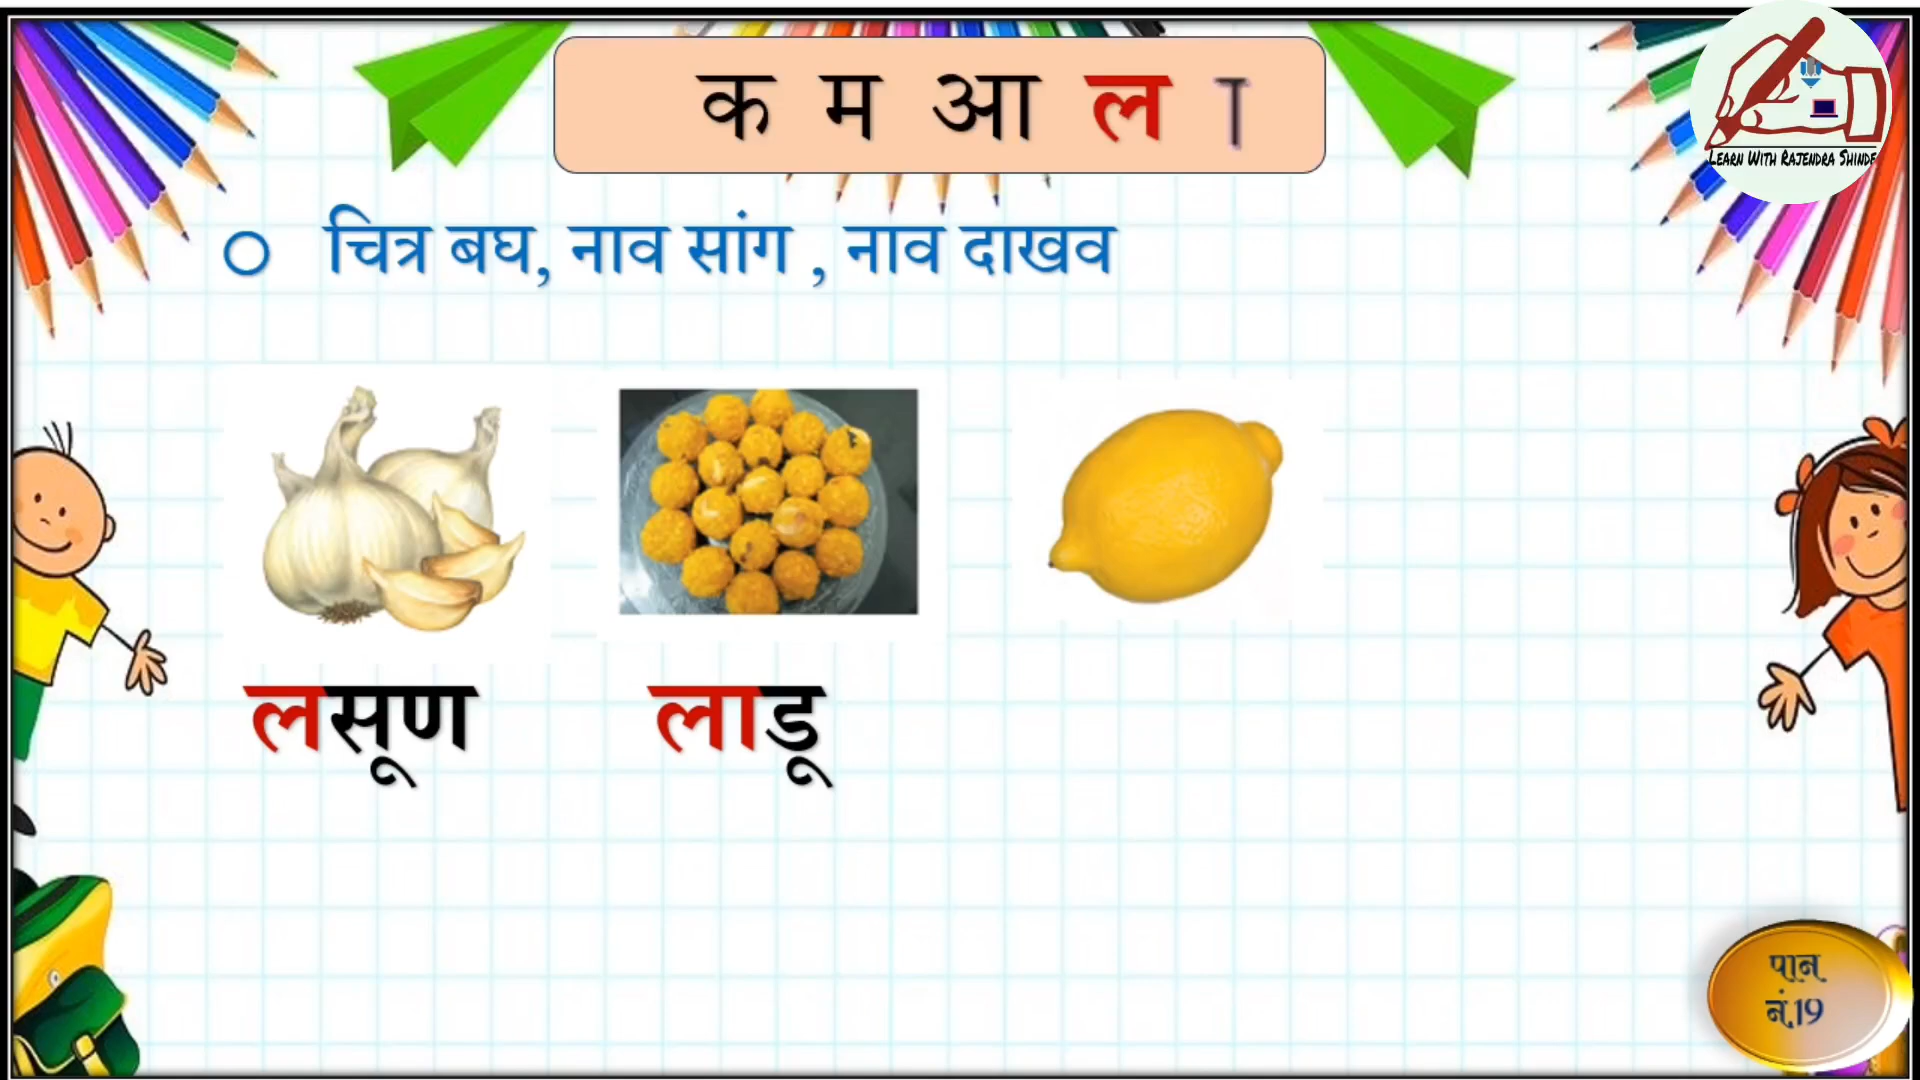 क म आ ल ा
LEARN WITH RAJENDRA SHINDE
चित्र बघ, नाव सांग , नाव दाखव
लसूण लाडू
पान
नं.19